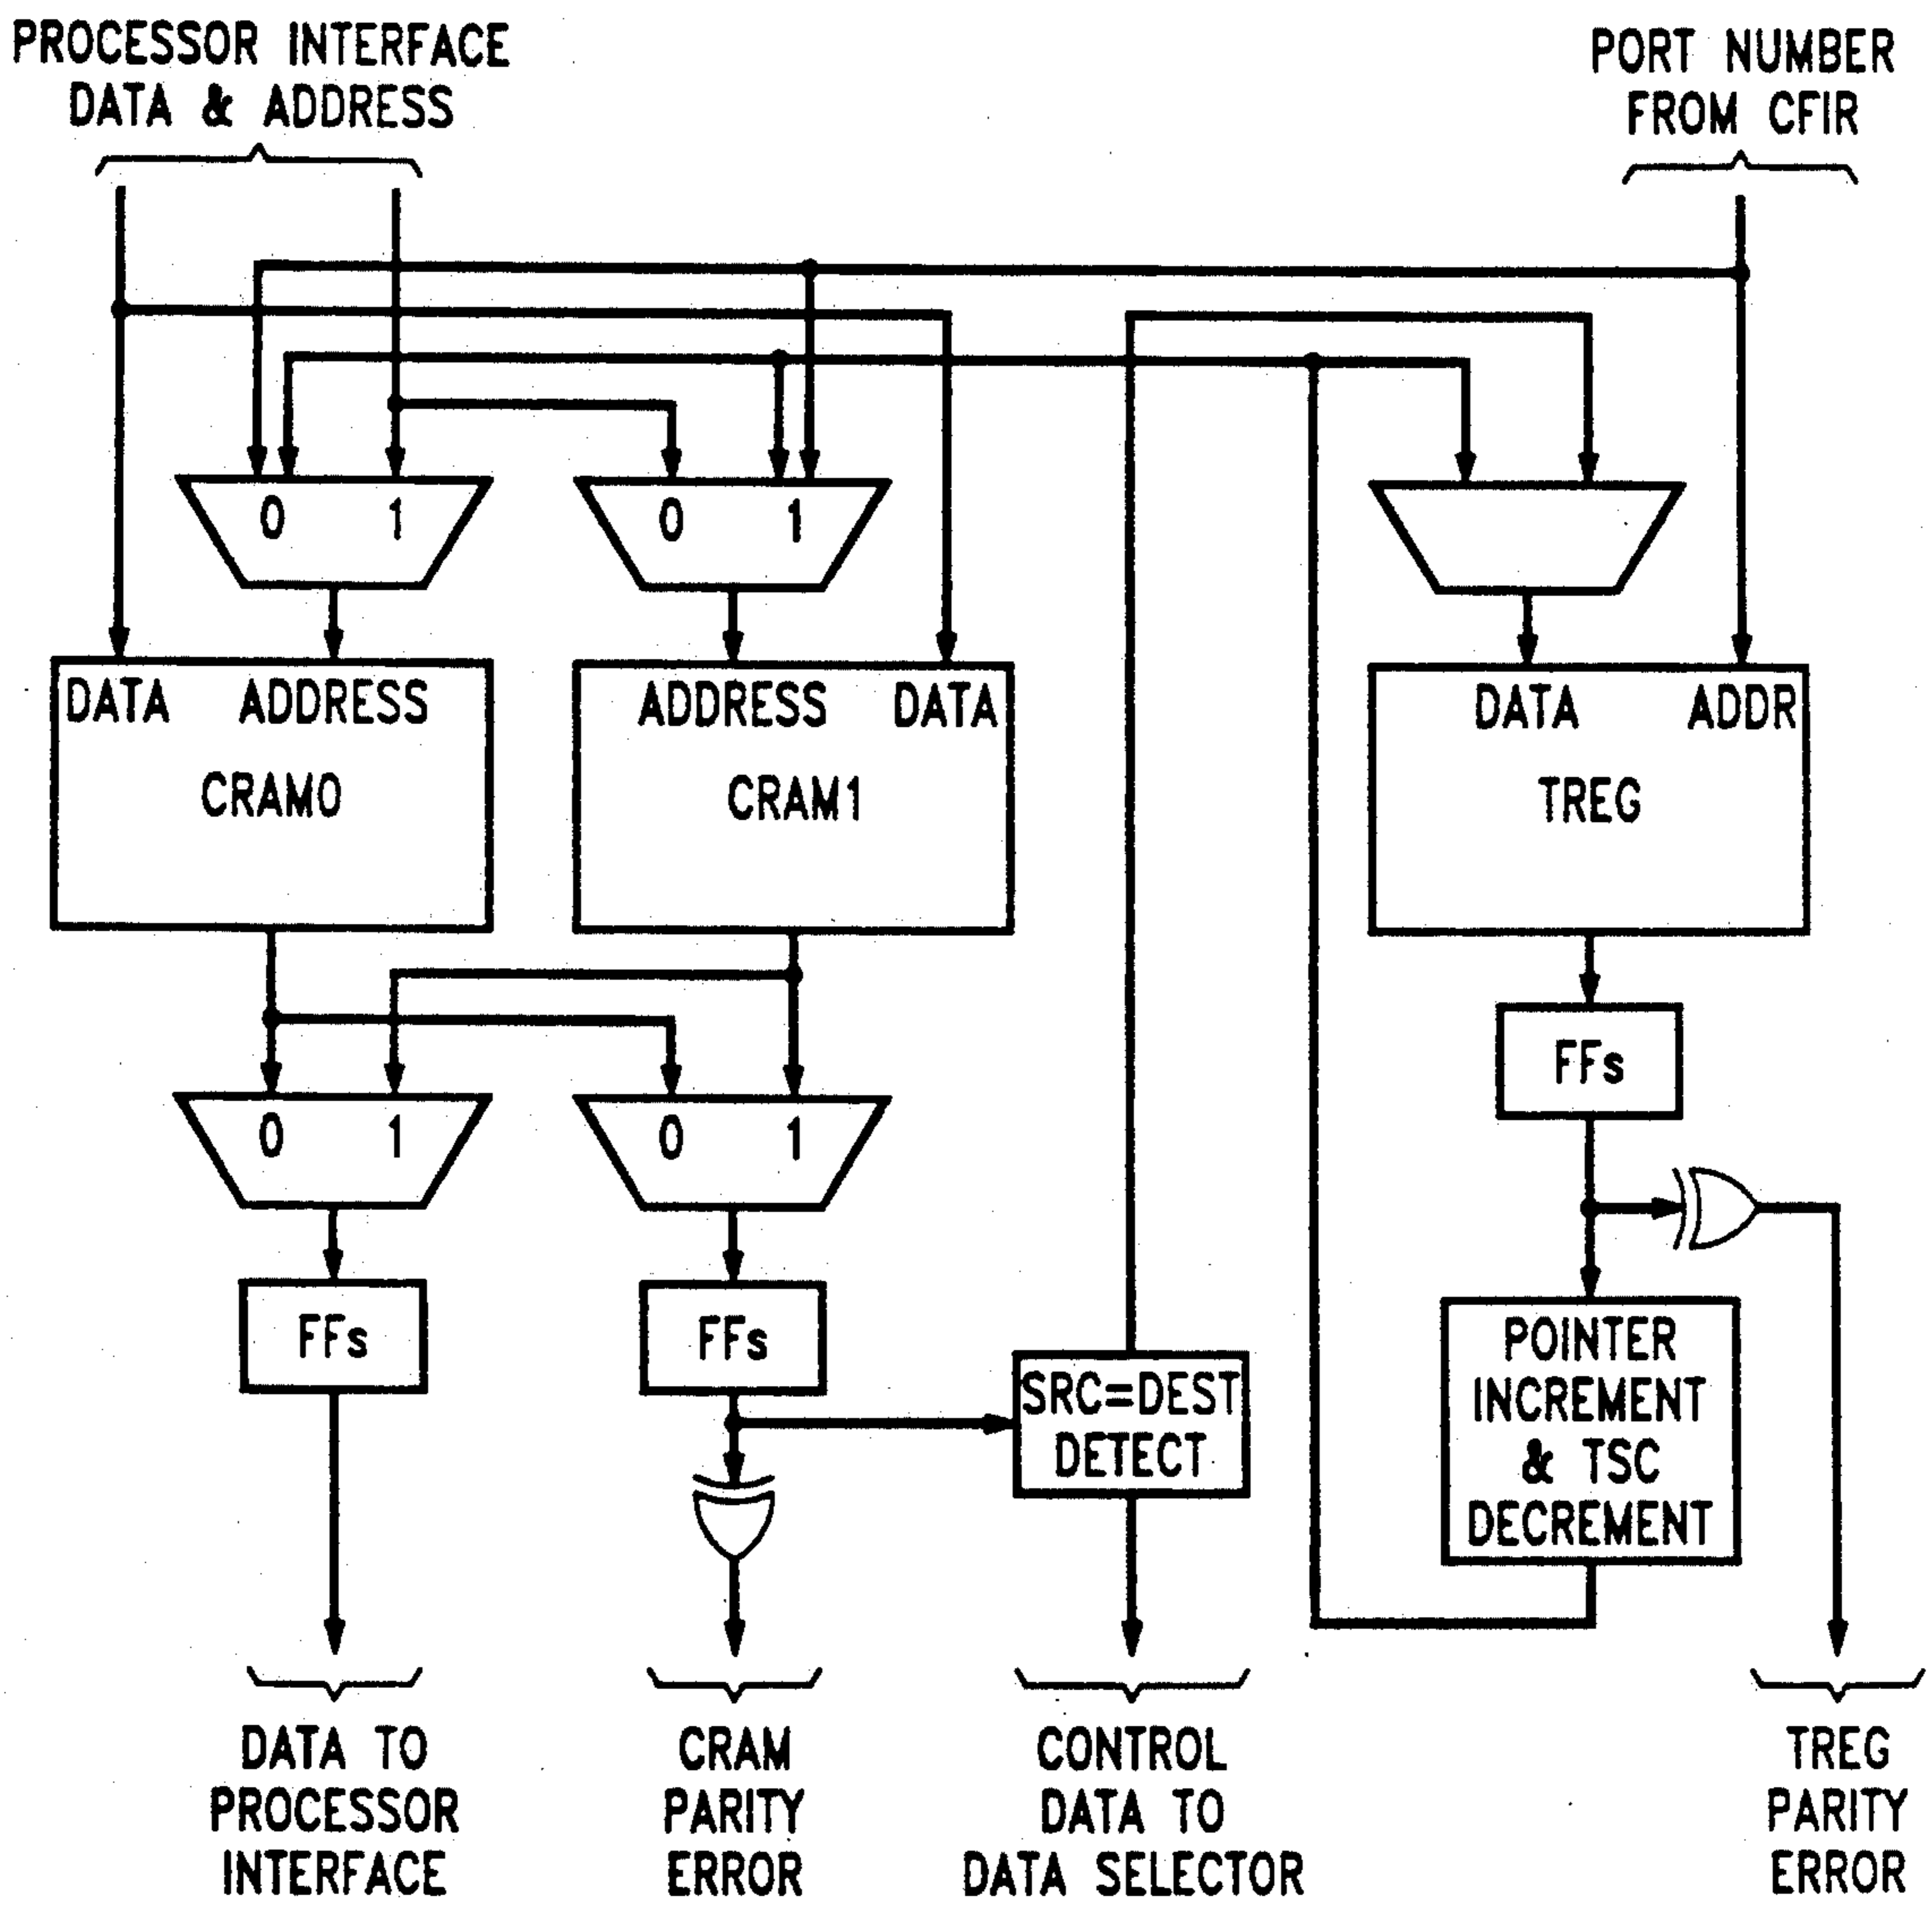 PROCESSOR INTERFACE
DATA & ADDRESS
PORT NUMBER
FROM CFIR
0 1
0 1
DATA ADDRESS
CRAM0
ADDRESS DATA
CRAM1
DATA ADDR
TREG
0 1
0 1
FFs
FFs
FFs
SRC=DEST
DETECT
POINTER
INCREMENT
& TSC
DECREMENT
DATA TO
PROCESSOR
INTERFACE
CRAM
PARITY
ERROR
CONTROL
DATA TO
DATA SELECTOR
TREG
PARITY
ERROR